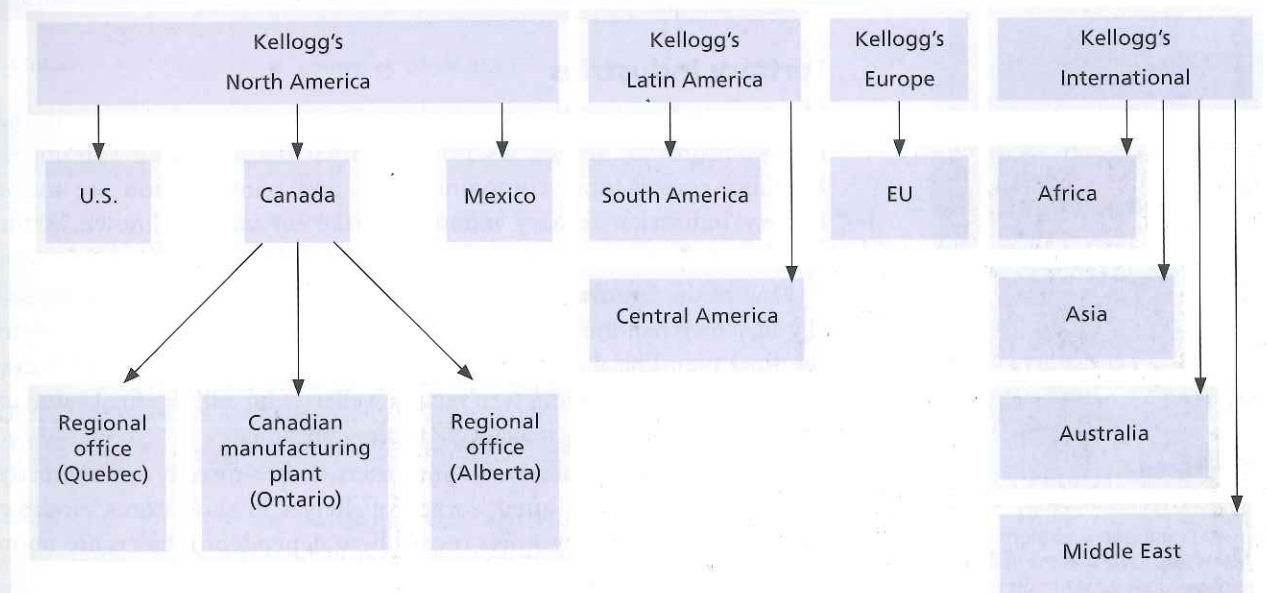 Kellogg's
North America
Kellogg's
Latin America
Kellogg's
Europe
Kellogg's
International
U.S.
Canada
Mexico
South America
EU
Africa
Central America
Asia
Regional
office
(Quebec)
Canadian
manufacturing
plant
(Ontario)
Regional
office
(Alberta)
Australia
Middle East